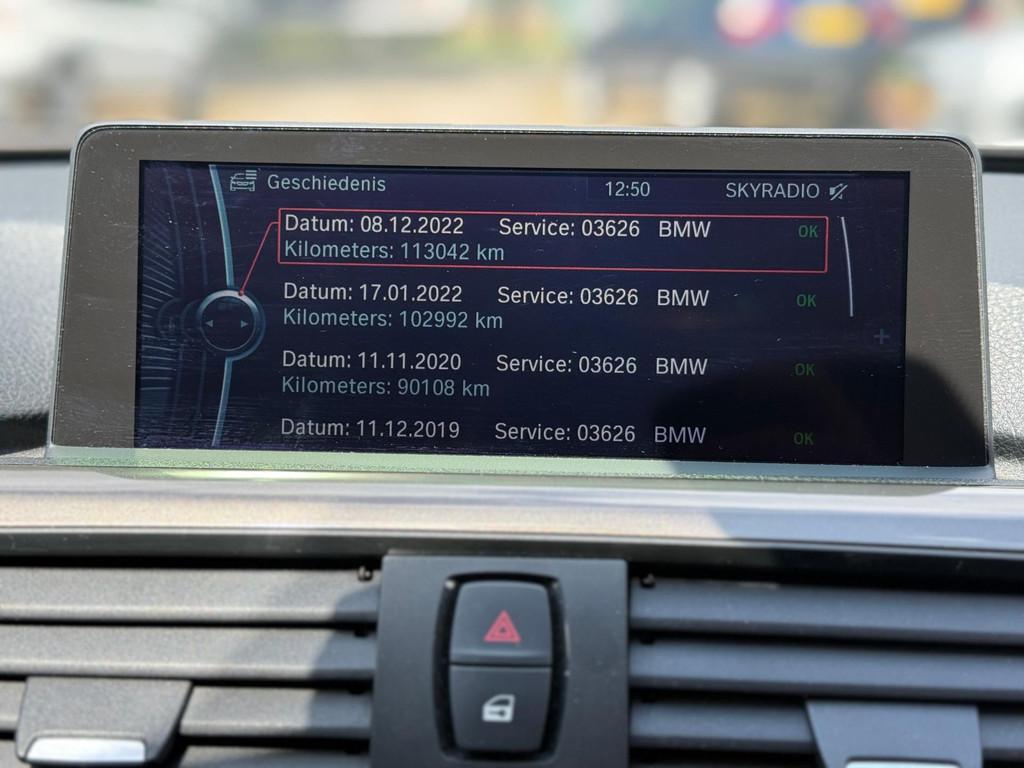 Geschiedenis 12:50 SKYRADIO
Datum: 08.12.2022 Service: 03626 BMW OK
Kilometers: 113042 km
Datum: 17.01.2022 Service: 03626 BMW OK
Kilometers: 102992 km
Datum: 11.11.2020 Service: 03626 BMW OK
Kilometers: 90108 km
Datum: 11.12.2019 Service: 03626 BMW OK